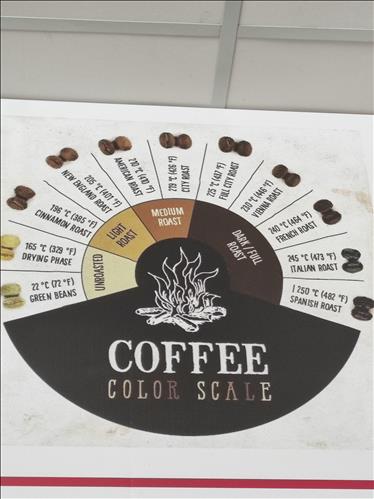 22 °C (72 °F)
GREEN BEANS
165 °C (329 °F)
DRYING PHASE
196 °C (385 °F)
CINNAMON ROAST
205 °C (401 °F)
NEW ENGLAND ROAST
210 °C (410 °F)
AMERICAN ROAST
219 °C (426 °F)
CITY ROAST
225 °C (437 °F)
FULL CITY ROAST
230 °C (446 °F)
VIENNA ROAST
240 °C (464 °F)
FRENCH ROAST
245 °C (473 °F)
ITALIAN ROAST
250 °C (482 °F)
SPANISH ROAST
UNROASTED
LIGHT
ROAST
MEDIUM
ROAST
DARK / FULL
ROAST
COFFEE
COLOR SCALE